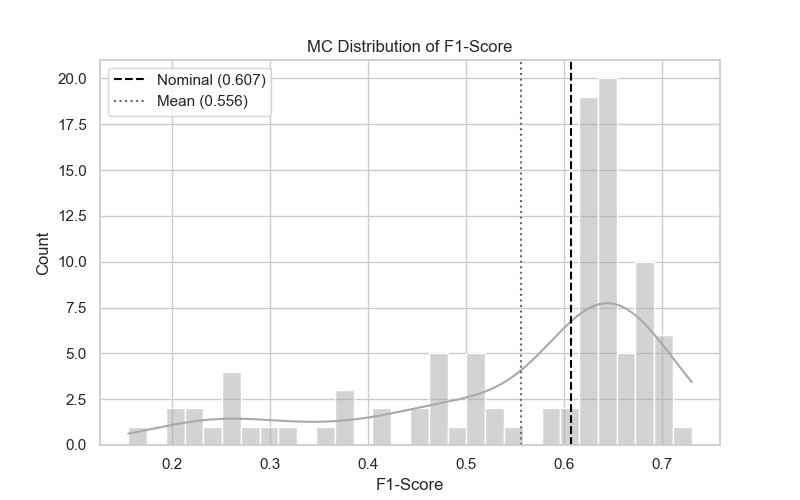 MC Distribution of F1-Score
Nominal (0.607)
Mean (0.556)
Count
20.0
17.5
15.0
12.5
10.0
7.5
5.0
2.5
0.0
0.2 0.3 0.4 0.5 0.6 0.7
F1-Score